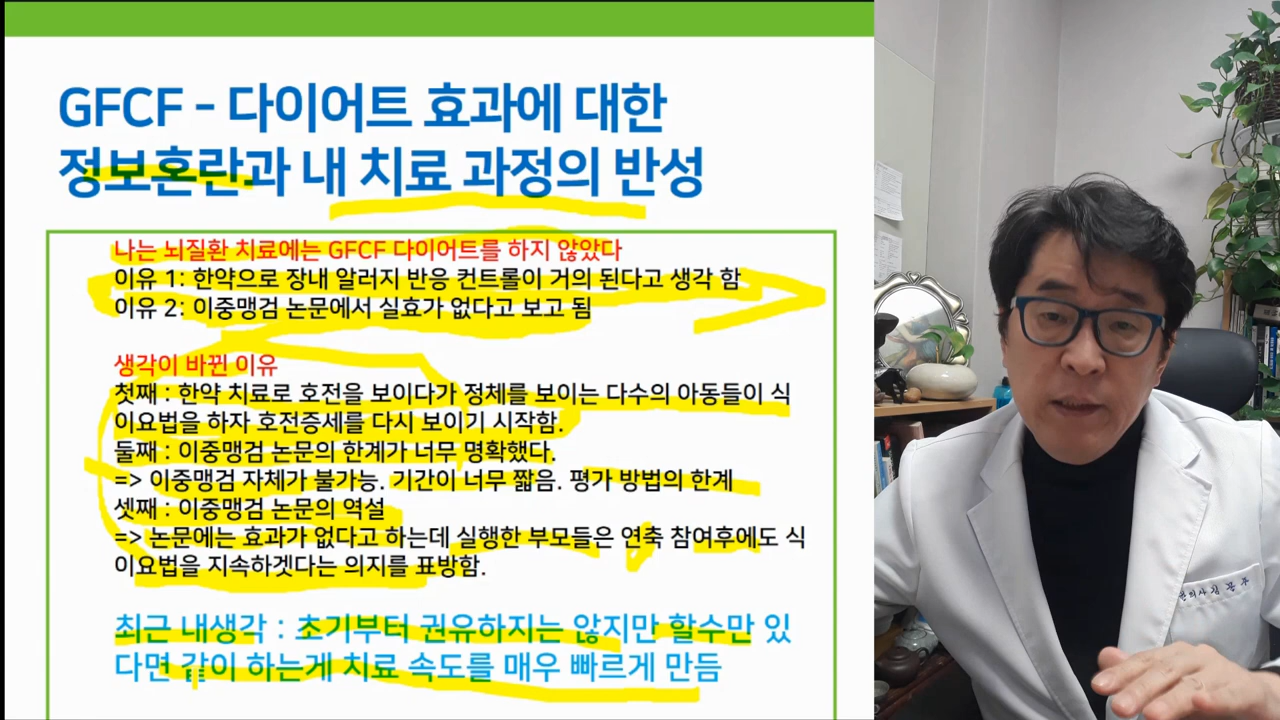 GFCF - 다이어트 효과에 대한
정보혼란과 내 치료 과정의 반성
나는 뇌질환 치료에는 GFCF 다이어트를 하지 않았다
이유 1: 한약으로 장내 알러지 반응 컨트롤이 거의 된다고 생각 함
이유 2: 이중맹검 논문에서 실효가 없다고 보고 됨
생각이 바뀐 이유
첫째 : 한약 치료로 호전을 보이다가 정체를 보이는 다수의 아동들이 식
이요법을 하자 호전증세를 다시 보이기 시작함.
둘째 : 이중맹검 논문의 한계가 너무 명확했다.
=> 이중맹검 자체가 불가능. 기간이 너무 짧음. 평가 방법의 한계
셋째 : 이중맹검 논문의 역설
=> 논문에는 효과가 없다고 하는데 실행한 부모들은 연축 참여후에도 식
이요법을 지속하겟다는 의지를 표방함.
최근 내생각 : 초기부터 권유하지는 않지만 할수만 있
다면 같이 하는게 치료 속도를 매우 빠르게 만듬
한의사 김문주